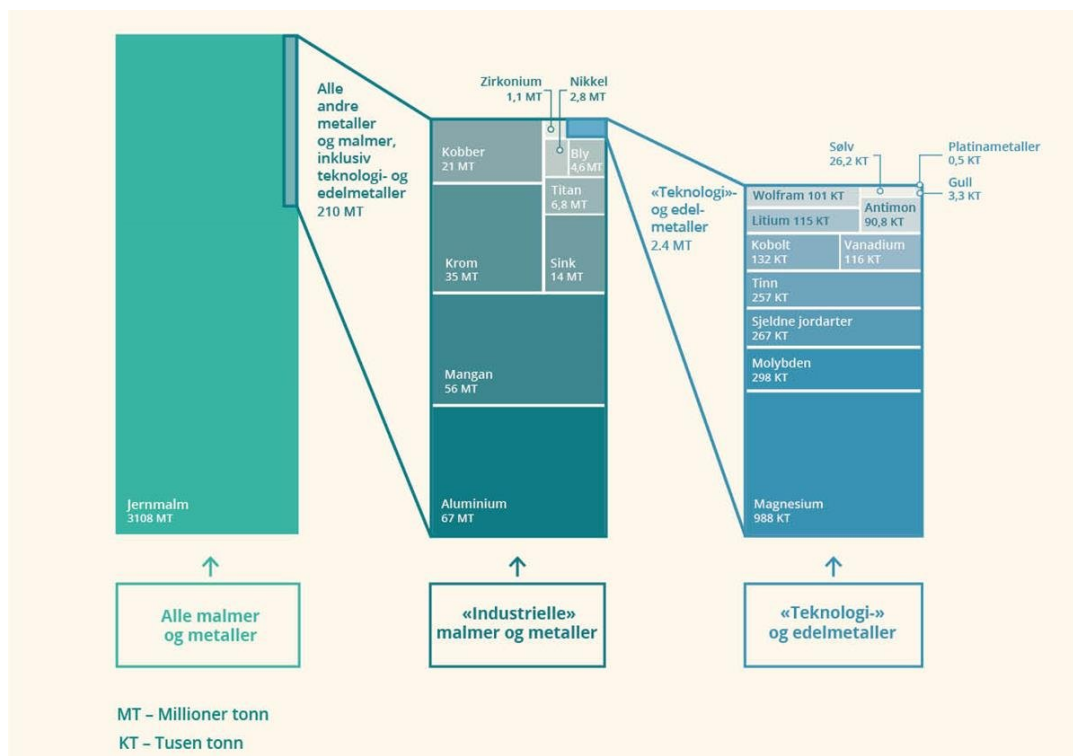 Alle
andre
metaller
og malmer,
inklusiv
teknologi- og
edelmetaller
210 MT
Jernmalm
3108 MT
Zirkonium
1,1 MT
Nikkel
2,8 MT
Kobber
21 MT
Bly
4,6 MT
Titan
6,8 MT
Krom
35 MT
Sink
14 MT
Mangan
56 MT
Aluminium
67 MT
«Teknologi»-
og edel-
metaller
2.4 MT
Sølv
26,2 KT
Platinametaller
0,5 KT
Gull
3,3 KT
Wolfram 101 KT
Antimon
90,8 KT
Litium 115 KT
Kobolt
132 KT
Vanadium
116 KT
Tinn
257 KT
Sjeldne jordarter
267 KT
Molybden
298 KT
Magnesium
988 KT
Alle malmer
og metaller
«Industrielle»
malmer og metaller
«Teknologi-»
og edelmetaller
MT – Millioner tonn
KT – Tusen tonn